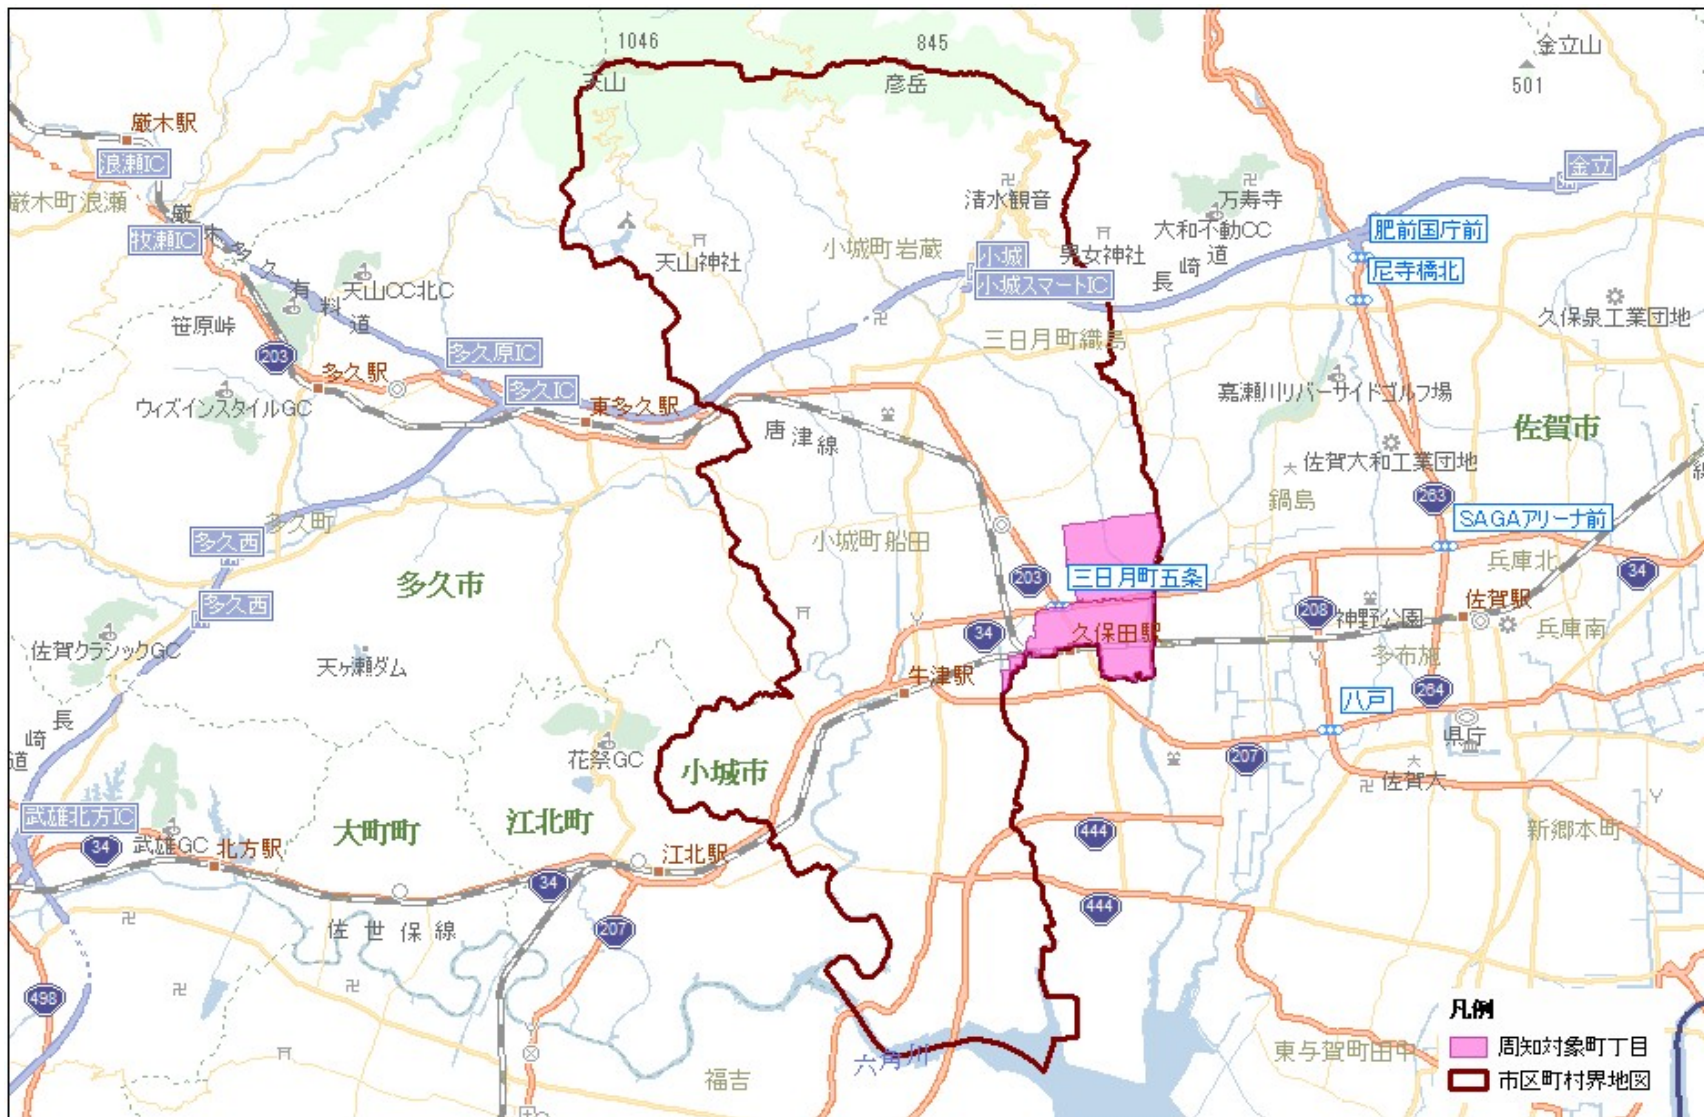 1046
天山
845
彦岳
金立山
501
厳木駅
浪瀬IC
厳木町浪瀬
牧瀬IC
厳木多久有料道
天山CC北C
笹原峠
203
多久駅
ウィズインスタイルGC
多久原IC
多久IC
東多久駅
天山神社
清水観音
小城町岩蔵
小城
小城スマートIC
男女神社
万寿寺
大和不動CC
長崎道
金立
肥前国庁前
尼寺橋北
久保泉工業団地
三日月町織島
嘉瀬川リバーサイドゴルフ場
佐賀市
唐津線
佐賀大和工業団地
鍋島
263
SAGAアリーナ前
兵庫北
34
多久町
多久西
多久西
多久市
小城町船田
203
三日月町五条
208
神野公園
佐賀駅
兵庫南
34
久保田駅
多布施
佐賀クラシックGC
天ヶ瀬ダム
牛津駅
264
八戸
県庁
長崎道
花祭GC
小城市
207
佐賀大
武雄北方IC
34
武雄GC
北方駅
大町町
江北町
江北駅
444
新郷本町
34
444
佐世保線
207
498
六角川
福吉
東与賀町田中
凡例
周知対象町丁目
市区町村界地図